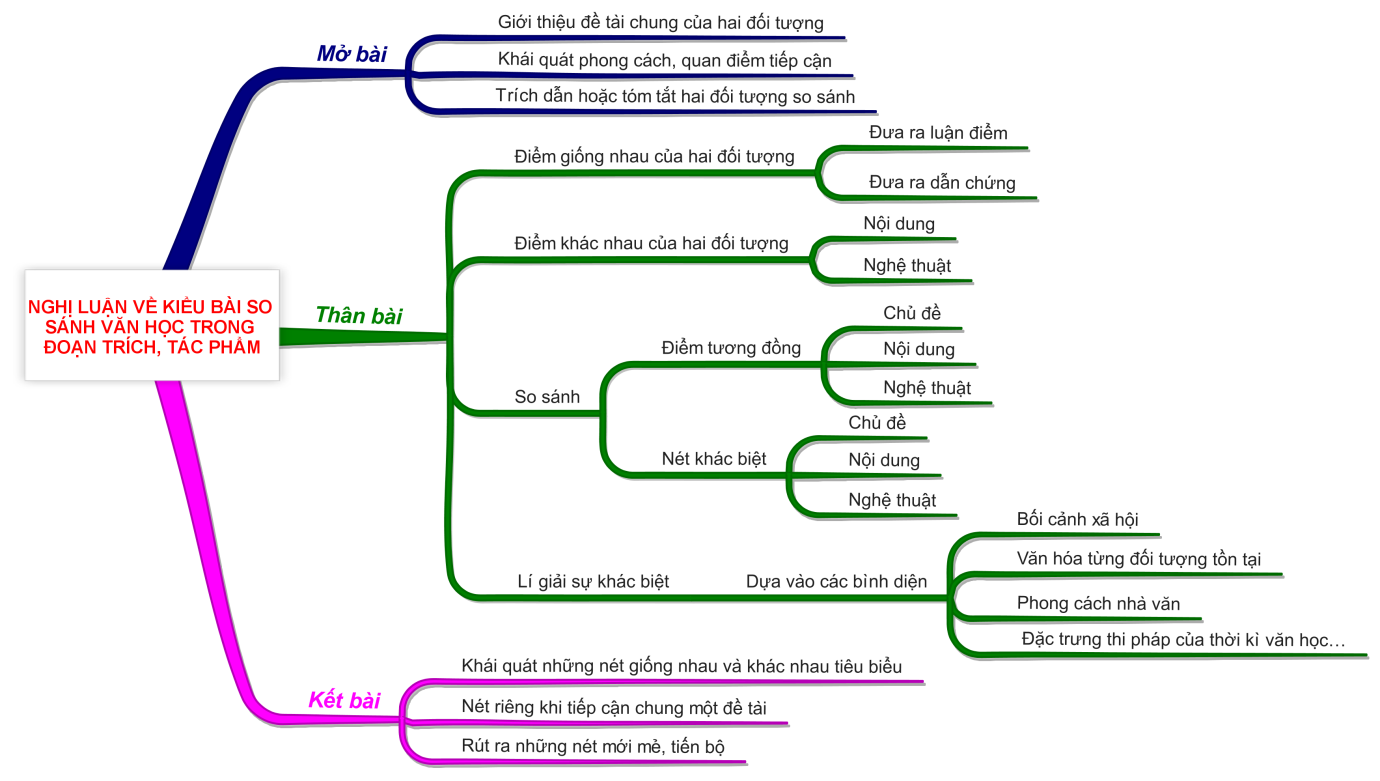 Giới thiệu đề tài chung của hai đối tượng
Mở bài
Khái quát phong cách, quan điểm tiếp cận
Trích dẫn hoặc tóm tắt hai đối tượng so sánh
NGHỊ LUẬN VỀ KIỂU BÀI SO
SÁNH VĂN HỌC TRONG
ĐOẠN TRÍCH, TÁC PHẨM
Thân bài
Điểm giống nhau của hai đối tượng
Đưa ra luận điểm
Đưa ra dẫn chứng
Điểm khác nhau của hai đối tượng
Nội dung
Nghệ thuật
So sánh
Điểm tương đồng
Chủ đề
Nội dung
Nghệ thuật
Nét khác biệt
Chủ đề
Nội dung
Nghệ thuật
Lí giải sự khác biệt
Dựa vào các bình diện
Bối cảnh xã hội
Văn hóa từng đối tượng tồn tại
Phong cách nhà văn
Đặc trưng thi pháp của thời kì văn học...
Kết bài
Khái quát những nét giống nhau và khác nhau tiêu biểu
Nét riêng khi tiếp cận chung một đề tài
Rút ra những nét mới mẻ, tiến bộ